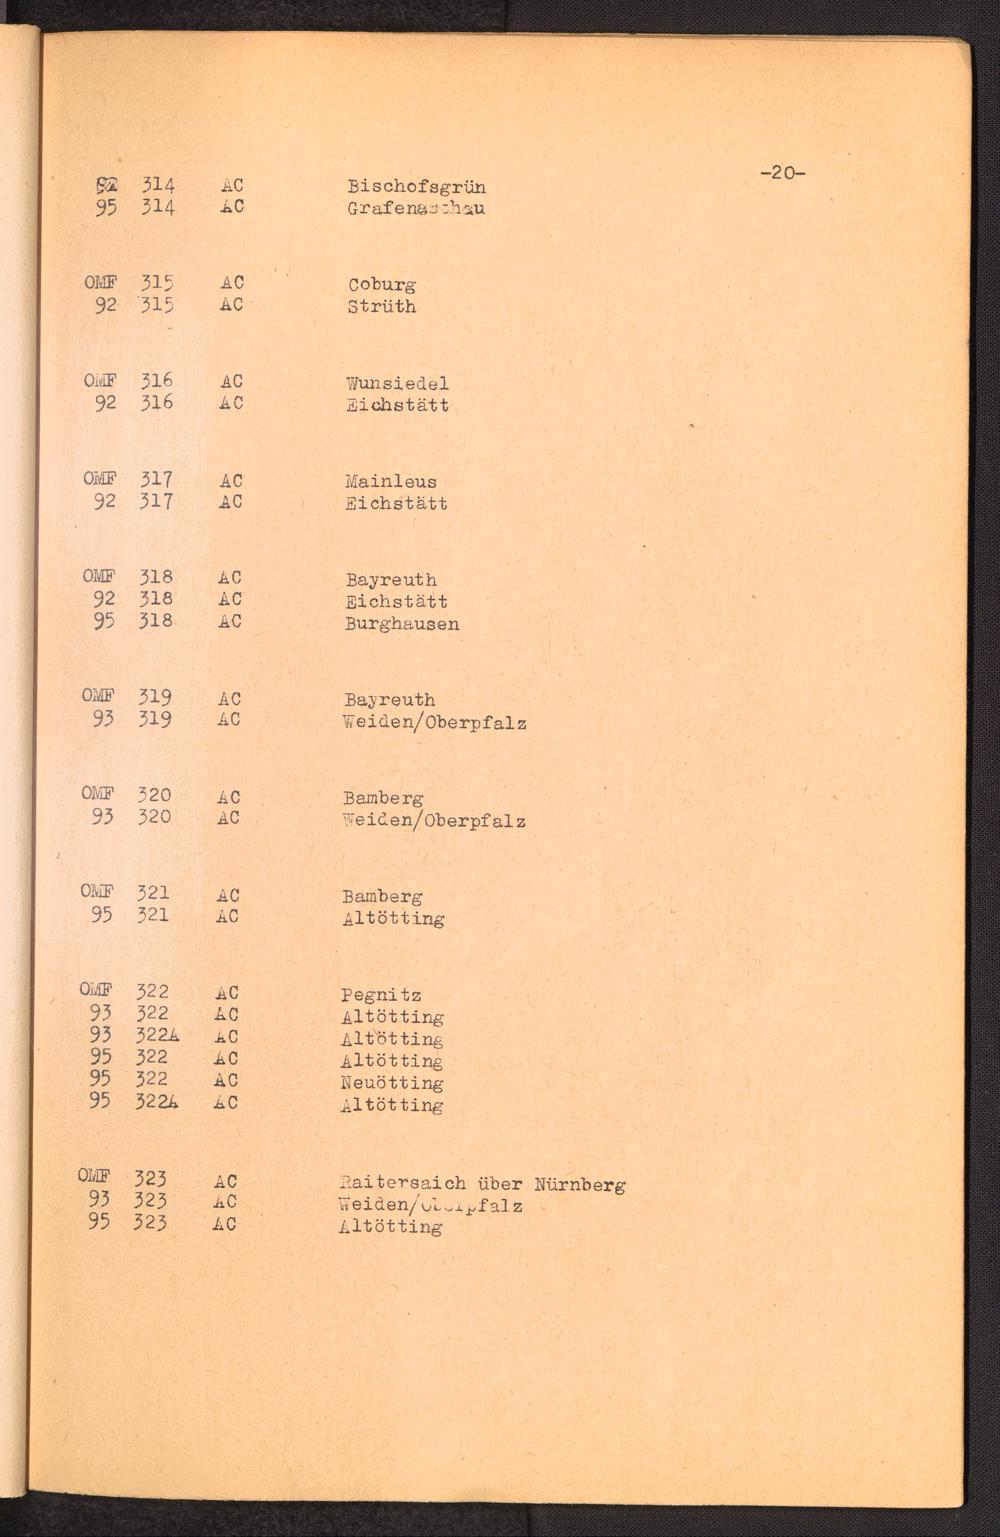 -20-
92 314 AC Bischofsgrün
95 314 AC Grafenaschau
OMF 315 AC Coburg
92 315 AC Strüth
OMF 316 AC Wunsiedel
92 316 AC Eichstätt
OMF 317 AC Mainleus
92 317 AC Eichstätt
OMF 318 AC Bayreuth
92 318 AC Eichstätt
95 318 AC Burghausen
OMF 319 AC Bayreuth
93 319 AC Weiden/Oberpfalz
OMF 320 AC Bamberg
93 320 AC Weiden/Oberpfalz
OMF 321 AC Bamberg
95 321 AC Altötting
OMF 322 AC Pegnitz
93 322 AC Altötting
93 322A AC Altötting
95 322 AC Altötting
95 322 AC Neuötting
95 322A AC Altötting
OMF 323 AC Raitersaich über Nürnberg
93 323 AC Weiden/Oberpfalz
95 323 AC Altötting